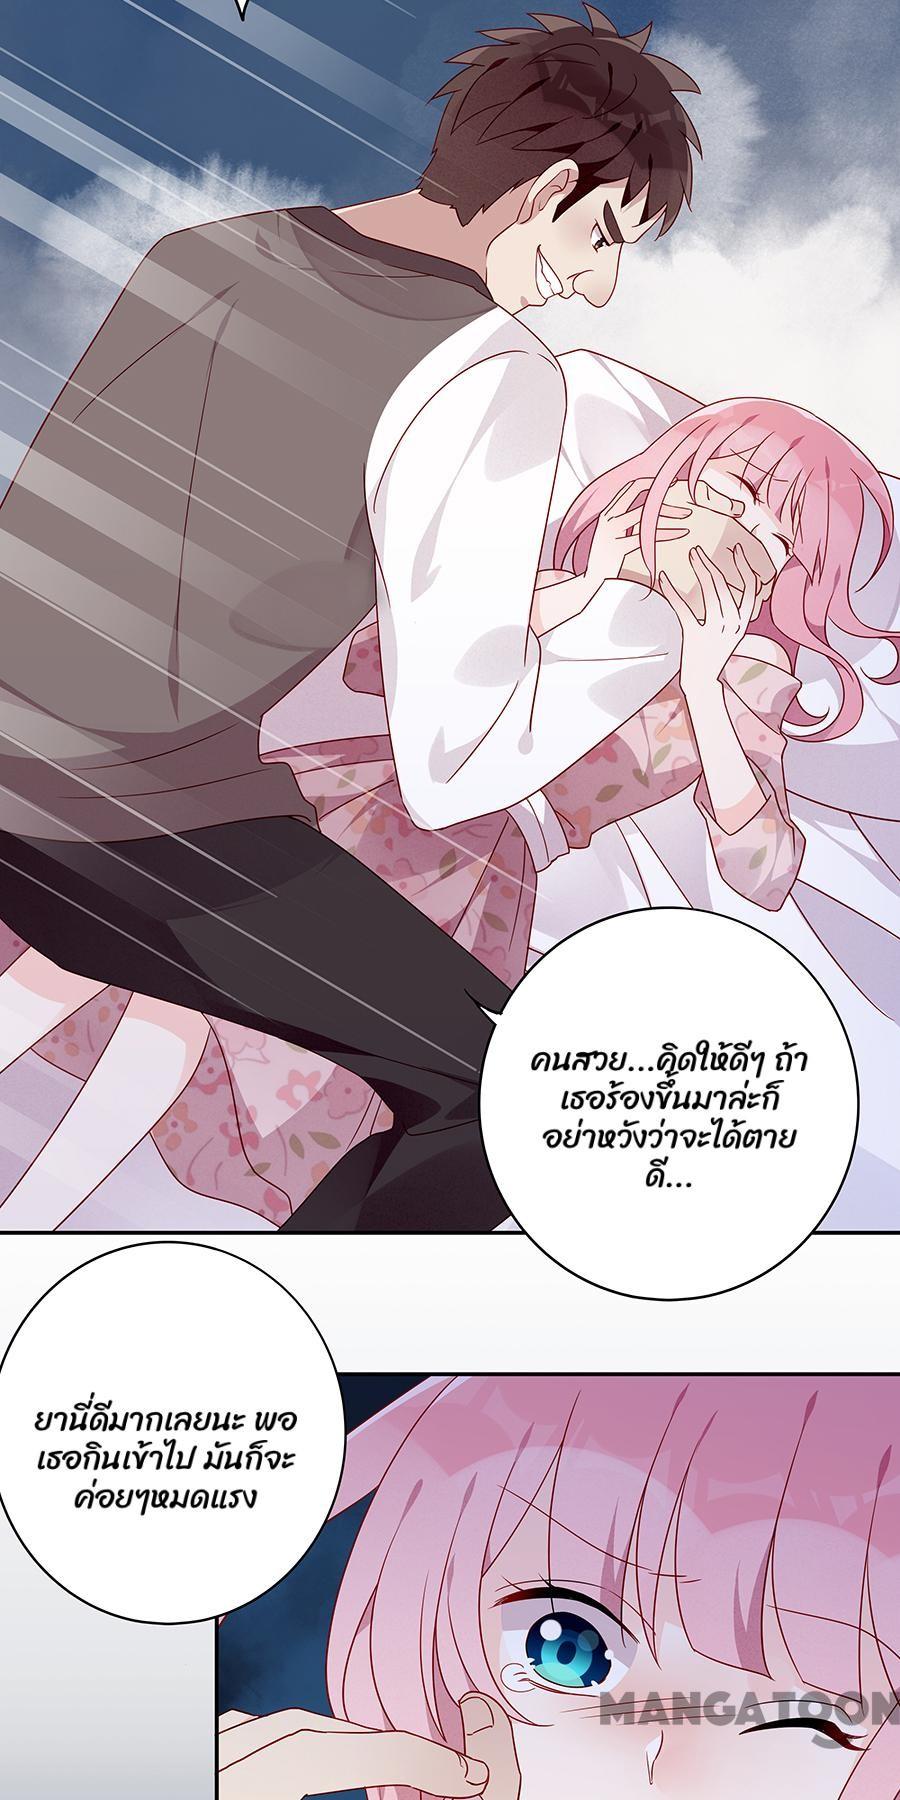 คนสวย...คิดให้ดีๆ ถ้า
เธอร้องขึ้นมาล่ะก็
อย่าหวังว่าจะได้ตาย
ดี...
ยานี่ดีมากเลยนะ พอ
เธอกินเข้าไป มันก็จะ
ค่อยๆหมดแรง
MANGATOON